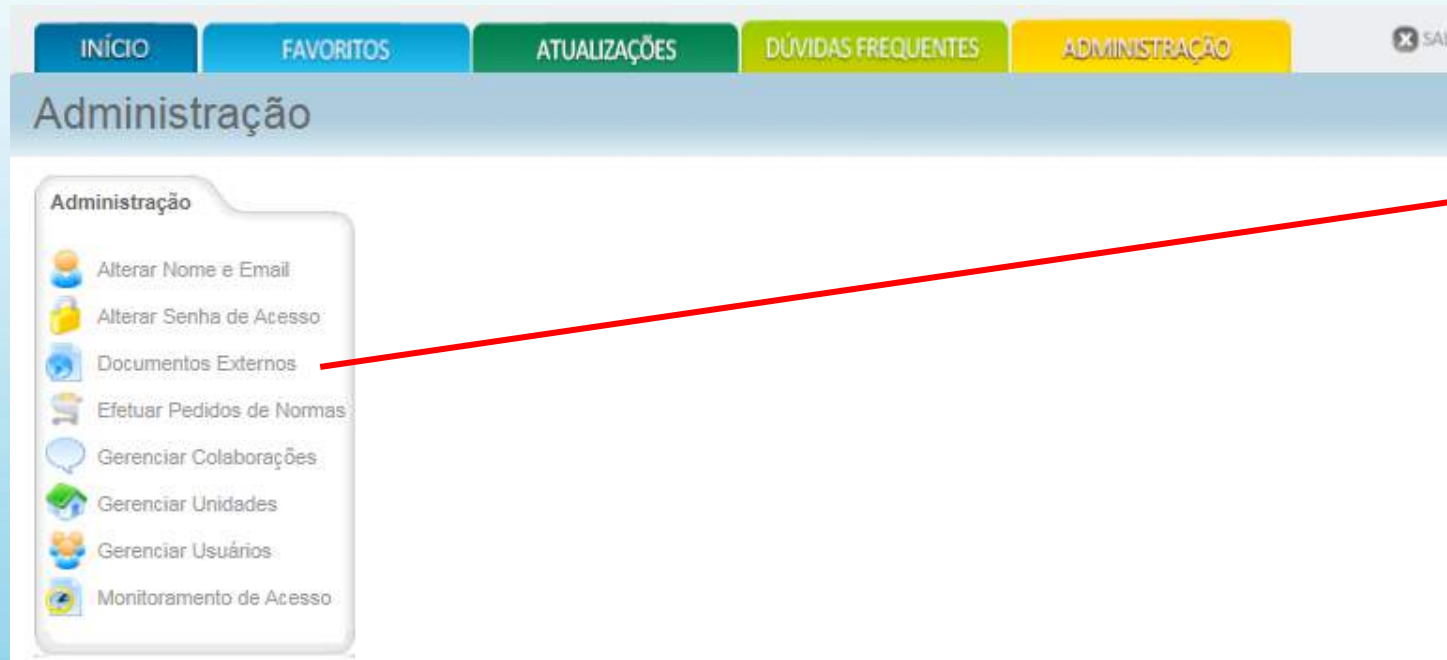 INÍCIO FAVORITOS ATUALIZAÇÕES DÚVIDAS FREQUENTES ADMINISTRAÇÃO
Administração
Administração
Alterar Nome e Email
Alterar Senha de Acesso
Documentos Externos
Efetuar Pedidos de Normas
Gerenciar Colaborações
Gerenciar Unidades
Gerenciar Usuários
Monitoramento de Acesso